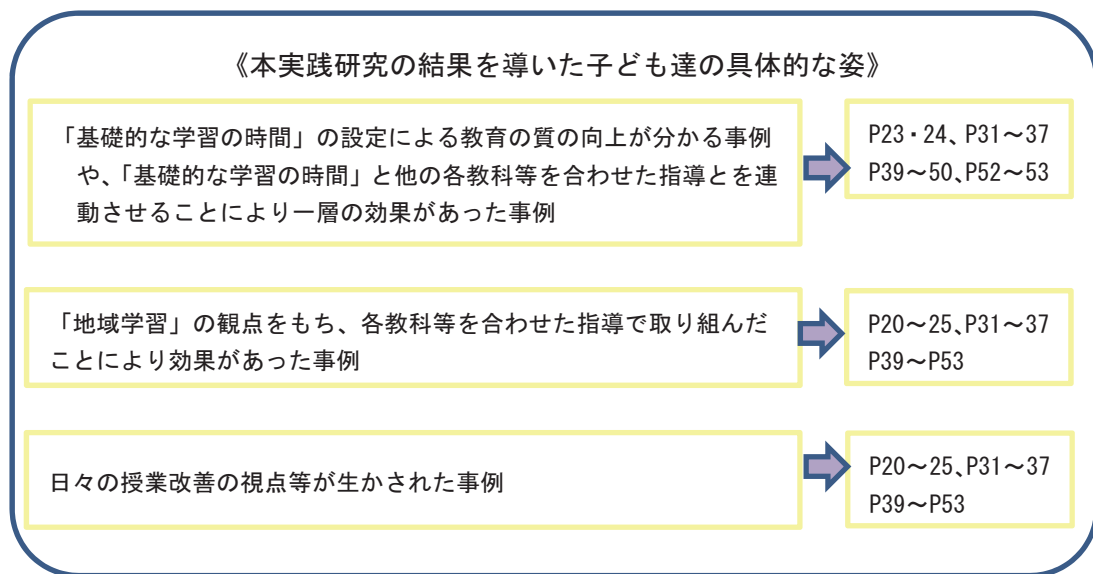 《本実践研究の結果を導いた子ども達の具体的な姿》
「基礎的な学習の時間」の設定による教育の質の向上が分かる事例
や、「基礎的な学習の時間」と他の各教科等を合わせた指導とを連
動させることにより一層の効果があった事例
P23・24、P31～37
P39～50、P52～53
「地域学習」の観点をもち、各教科等を合わせた指導で取り組んだ
ことにより効果があった事例
P20～25、P31～37
P39～P53
日々の授業改善の視点等が生かされた事例
P20～25、P31～37
P39～P53